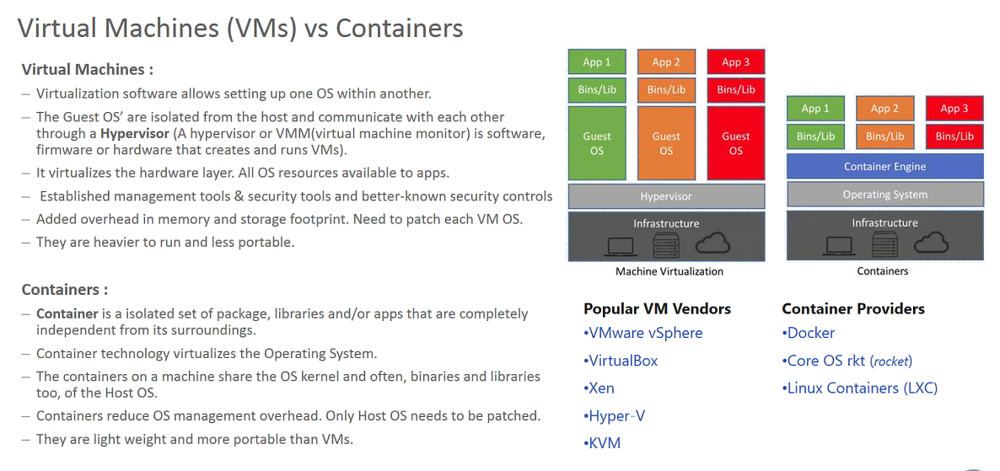 Virtual Machines (VMs) vs Containers
Virtual Machines :
– Virtualization software allows setting up one OS within another.
– The Guest OS’ are isolated from the host and communicate with each other
through a Hypervisor (A hypervisor or VMM(virtual machine monitor) is software,
firmware or hardware that creates and runs VMs).
– It virtualizes the hardware layer. All OS resources available to apps.
– Established management tools & security tools and better-known security controls
– Added overhead in memory and storage footprint. Need to patch each VM OS.
– They are heavier to run and less portable.
Containers :
– Container is a isolated set of package, libraries and/or apps that are completely
independent from its surroundings.
– Container technology virtualizes the Operating System.
– The containers on a machine share the OS kernel and often, binaries and libraries
too, of the Host OS.
– Containers reduce OS management overhead. Only Host OS needs to be patched.
– They are light weight and more portable than VMs.
App 1 App 2 App 3
Bins/Lib Bins/Lib Bins/Lib
Guest Guest Guest
OS OS OS
Hypervisor
Infrastructure
Machine Virtualization
App 1 App 2 App 3
Bins/Lib Bins/Lib Bins/Lib
Container Engine
Operating System
Infrastructure
Containers
Popular VM Vendors
•VMware vSphere
•VirtualBox
•Xen
•Hyper-V
•KVM
Container Providers
•Docker
•Core OS rkt (rocket)
•Linux Containers (LXC)